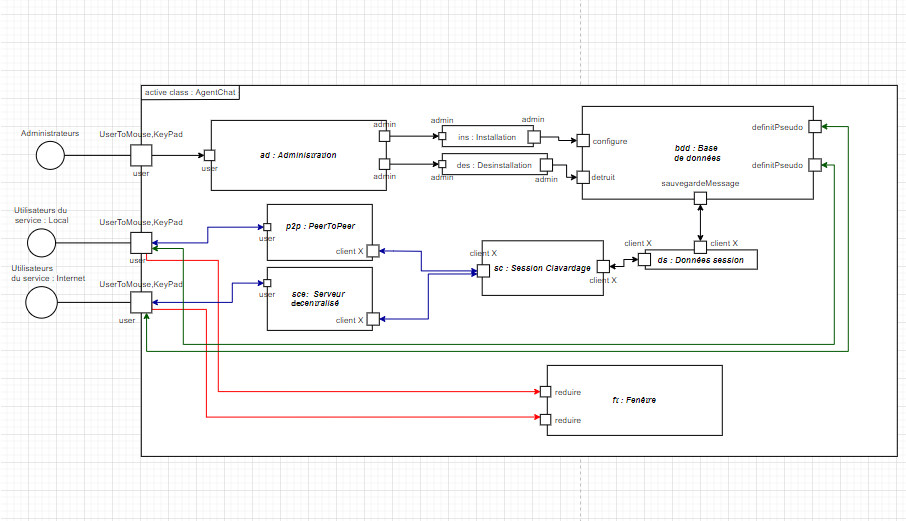 active class : AgentChat
Administrateurs
UserToMouse,KeyPad
user
user
ad : Administration
admin
admin
admin
ins : Installation
admin
des : Desinstallation
admin
admin
configure
detruit
bdd : Base
de données
definitPseudo
definitPseudo
sauvegardeMessage
Utilisateurs du
service : Local
UserToMouse,KeyPad
user
user
p2p : PeerToPeer
client X
client X
sc : Session Clavardage
client X
client X
client X
ds : Données session
Utilisateurs
du service : Internet
UserToMouse,KeyPad
user
user
sce: Serveur
decentralisé
client X
reduire
reduire
ft : Fenêtre